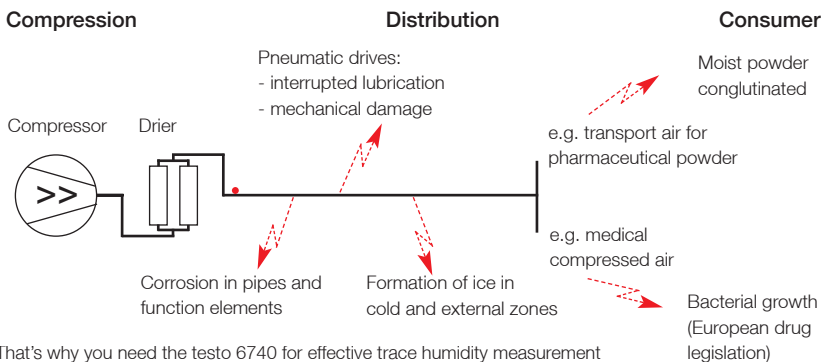 Compression
Distribution
Consumer
Pneumatic drives:
- interrupted lubrication
- mechanical damage
Moist powder
conglutinated
Compressor
Drier
e.g. transport air for
pharmaceutical powder
>>
e.g. medical
compressed air
Corrosion in pipes and
function elements
Formation of ice in
cold and external zones
Bacterial growth
(European drug
legislation)
That's why you need the testo 6740 for effective trace humidity measurement